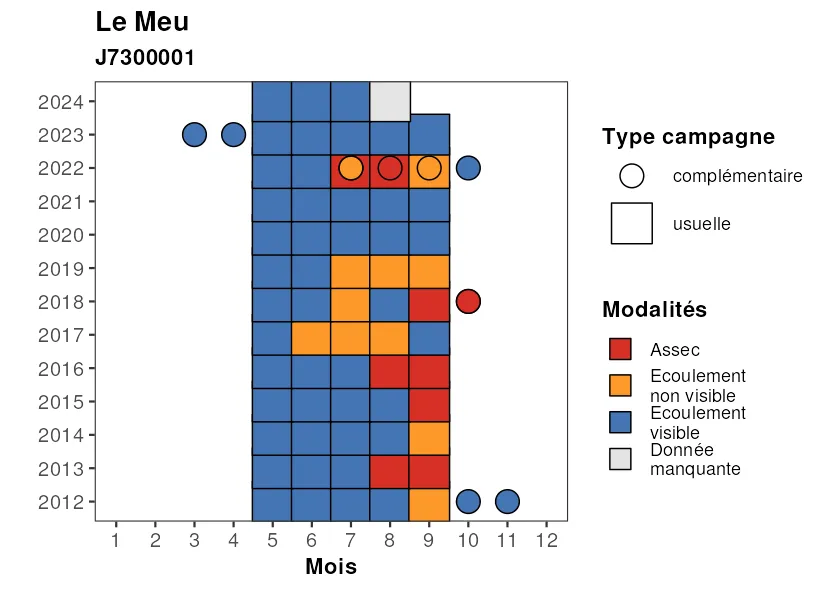 Le Meu
J7300001
2024
2023
2022
2021
2020
2019
2018
2017
2016
2015
2014
2013
2012
1 2 3 4 5 6 7 8 9 10 11 12
Mois
Type campagne
complémentaire
usuelle
Modalités
Assec
Ecoulement
non visible
Ecoulement
visible
Donnée
manquante